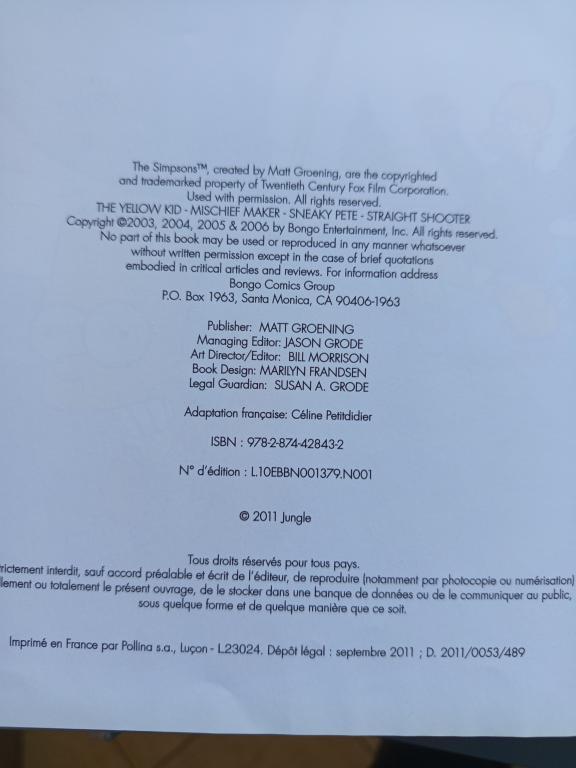 The Simpsons™, created by Matt Groening, are the copyrighted
and trademarked property of Twentieth Century Fox Film Corporation.
Used with permission. All rights reserved.
THE YELLOW KID - MISCHIEF MAKER - SNEAKY PETE - STRAIGHT SHOOTER
Copyright ©2003, 2004, 2005 & 2006 by Bongo Entertainment, Inc. All rights reserved.
No part of this book may be used or reproduced in any manner whatsoever
without written permission except in the case of brief quotations
embodied in critical articles and reviews. For information address
Bongo Comics Group
P.O. Box 1963, Santa Monica, CA 90406-1963
Publisher: MATT GROENING
Managing Editor: JASON GRODE
Art Director/Editor: BILL MORRISON
Book Design: MARILYN FRANDSEN
Legal Guardian: SUSAN A. GRODE
Adaptation française: Céline Petitdidier
ISBN : 978-2-874-42843-2
N° d'édition : L.10EBBN001379.N001
© 2011 Jungle
Tous droits réservés pour tous pays.
rictement interdit, sauf accord préalable et écrit de l'éditeur, de reproduire (notamment par photocopie ou numérisation)
llement ou totalement le présent ouvrage, de le stocker dans une banque de données ou de le communiquer au public,
sous quelque forme et de quelque manière que ce soit.
Imprimé en France par Pollina s.a., Luçon - L23024. Dépôt légal : septembre 2011 ; D. 2011/0053/489